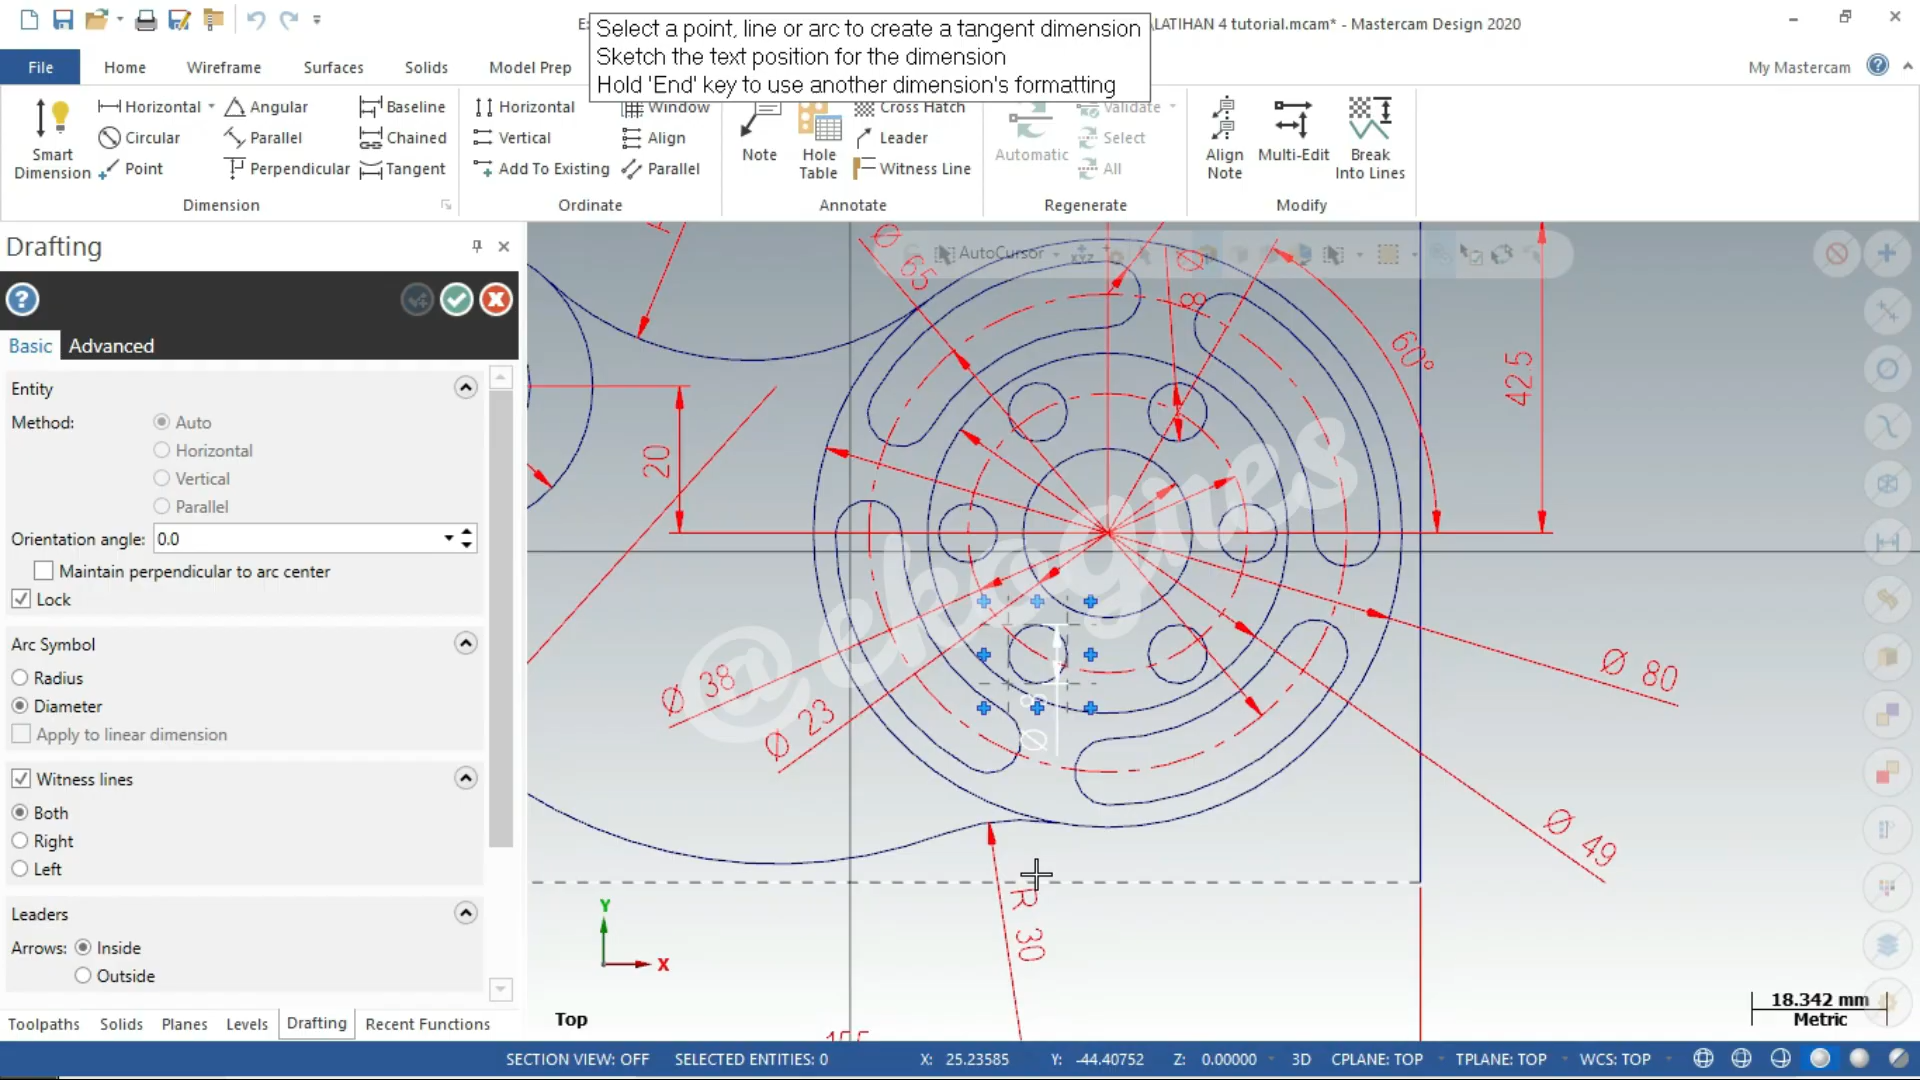 \LATIHAN 4 tutorial.mcam* - Mastercam Design 2020
Select a point, line or arc to create a tangent dimension
Sketch the text position for the dimension
Hold 'End' key to use another dimension's formatting
File
Home
Wireframe
Surfaces
Solids
Model Prep
My Mastercam
Smart
Dimension
Horizontal
Circular
Point
Angular
Parallel
Perpendicular
Baseline
Chained
Tangent
Dimension
Horizontal
Vertical
Add To Existing
Window
Align
Parallel
Ordinate
Note
Hole
Table
Cross Hatch
Leader
Witness Line
Annotate
Automatic
Validate
Select
All
Regenerate
Align
Note
Multi-Edit
Break
Into Lines
Modify
Drafting
Basic
Advanced
Entity
Method:
Auto
Horizontal
Vertical
Parallel
Orientation angle:
0.0
Maintain perpendicular to arc center
Lock
Arc Symbol
Radius
Diameter
Apply to linear dimension
Witness lines
Both
Right
Left
Leaders
Arrows:
Inside
Outside
Toolpaths
Solids
Planes
Levels
Drafting
Recent Functions
AutoCursor
XYZ
Ø 65
Ø 8
60°
42.5
20
Ø 38
Ø 23
Ø 8
Ø 80
Ø 49
R 30
@ekogines
Y
X
Top
18.342 mm
Metric
SECTION VIEW: OFF
SELECTED ENTITIES: 0
X: 25.23585
Y: -44.40752
Z: 0.00000
3D
CPLANE: TOP
TPLANE: TOP
WCS: TOP